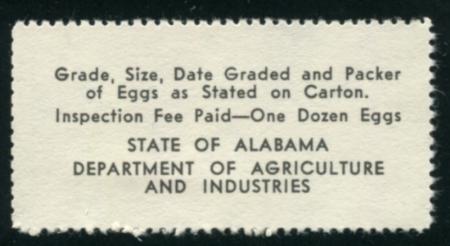 Grade, Size, Date Graded and Packer
of Eggs as Stated on Carton.
Inspection Fee Paid—One Dozen Eggs
STATE OF ALABAMA
DEPARTMENT OF AGRICULTURE
AND INDUSTRIES